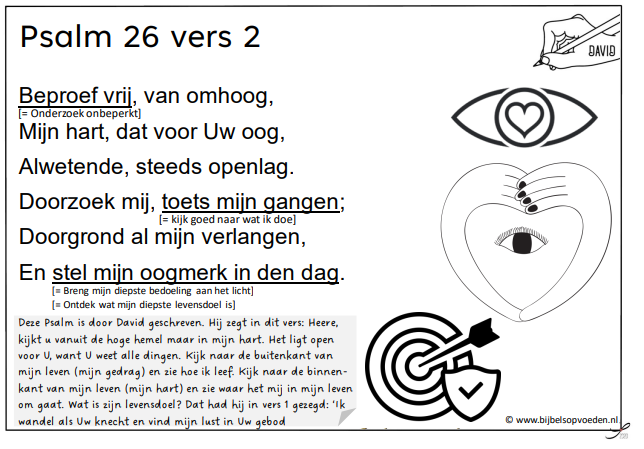 Psalm 26 vers 2
DAVID
Beproef vrij, van omhoog,
[= Onderzoek onbeperkt]
Mijn hart, dat voor Uw oog,
Alwetende, steeds openlag.
Doorzoek mij, toets mijn gangen;
[= kijk goed naar wat ik doe]
Doorgrond al mijn verlangen,
En stel mijn oogmerk in den dag.
[= Breng mijn diepste bedoeling aan het licht]
[= Ontdek wat mijn diepste levensdoel is]
Deze Psalm is door David geschreven. Hij zegt in dit vers: Heere,
kijkt u vanuit de hoge hemel maar in mijn hart. Het ligt open
voor U, want U weet alle dingen. Kijk naar de buitenkant van
mijn leven (mijn gedrag) en zie hoe ik leef. Kijk naar de binnen-
kant van mijn leven (mijn hart) en zie waar het mij in mijn leven
om gaat. Wat is zijn levensdoel? Dat had hij in vers 1 gezegd: 'Ik
wandel als Uw knecht en vind mijn lust in Uw gebod
© www.bijbelsopvoeden.nl